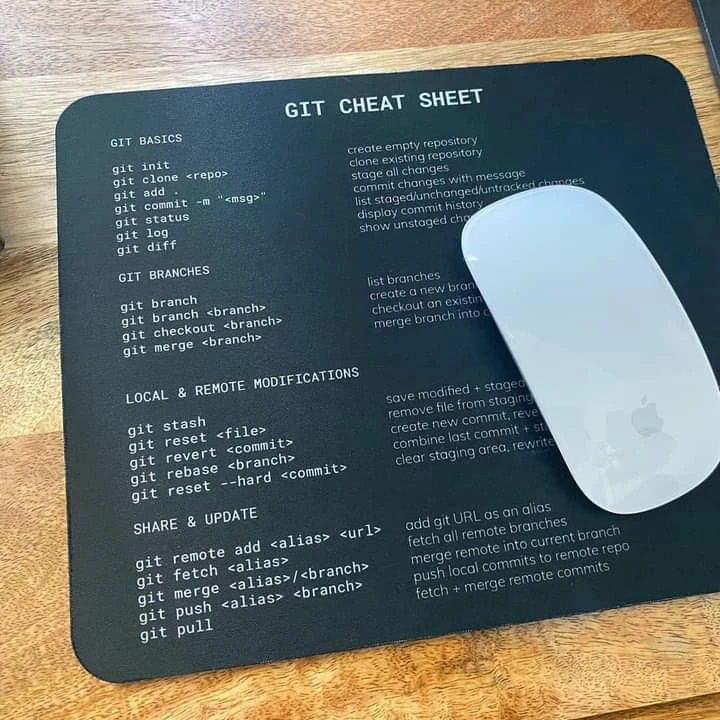 GIT CHEAT SHEET
GIT BASICS
git init create empty repository
git clone <repo> clone existing repository
git add . stage all changes
git commit -m "<msg>" commit changes with message
git status list staged/unchanged/untracked changes
git log display commit history
git diff show unstaged
GIT BRANCHES
git branch list branches
git branch <branch> create a new
git checkout <branch> checkout an
git merge <branch> merge branch into
LOCAL & REMOTE MODIFICATIONS
git stash save modified + staged
git reset <file> remove file from staging
git revert <commit> create new commit,
git rebase <branch> combine last commit +
git reset --hard <commit> clear staging area, rewrite
SHARE & UPDATE
git remote add <alias> <url> add git URL as an alias
git fetch <alias> fetch all remote branches
git merge <alias>/<branch> merge remote into current branch
git push <alias> <branch> push local commits to remote repo
git pull fetch + merge remote commits